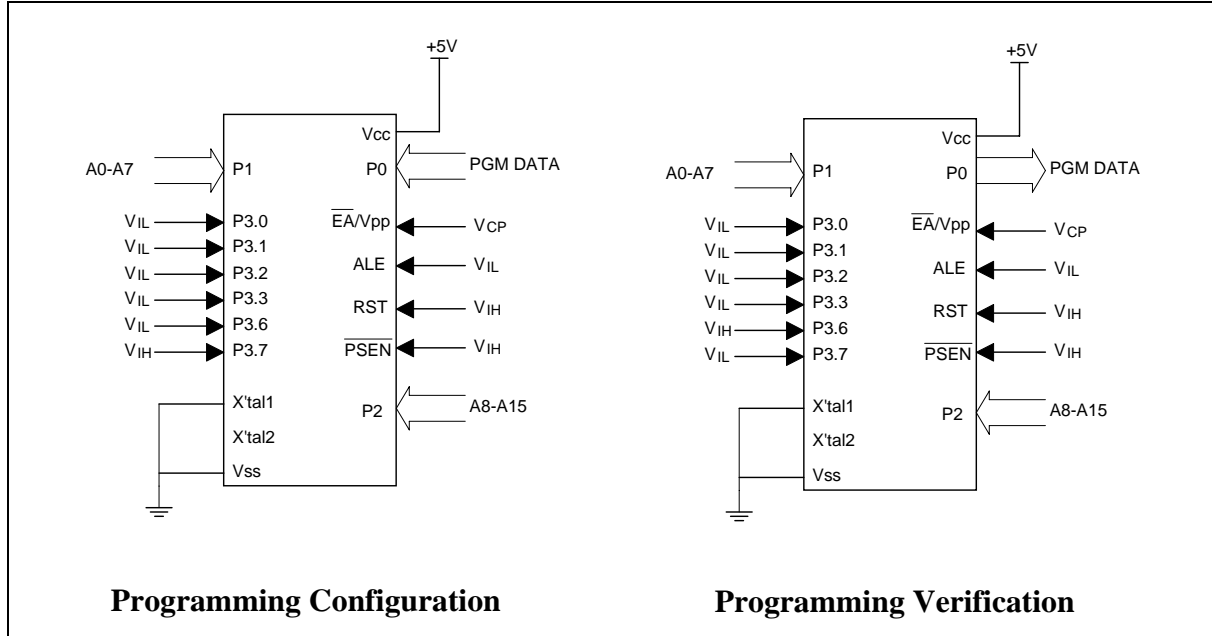 +5V
Vcc
A0-A7
P1
P0
PGM DATA
VIL
P3.0
EA/Vpp
VCP
VIL
P3.1
VIL
P3.2
ALE
VIL
VIL
P3.3
RST
VIH
VIL
P3.6
VIH
P3.7
PSEN
VIH
X'tal1
P2
A8-A15
X'tal2
Vss
Programming Configuration
+5V
Vcc
A0-A7
P1
P0
PGM DATA
VIL
P3.0
EA/Vpp
VCP
VIL
P3.1
VIL
P3.2
ALE
VIL
VIL
P3.3
RST
VIH
VIH
P3.6
VIL
P3.7
PSEN
VIH
X'tal1
P2
A8-A15
X'tal2
Vss
Programming Verification